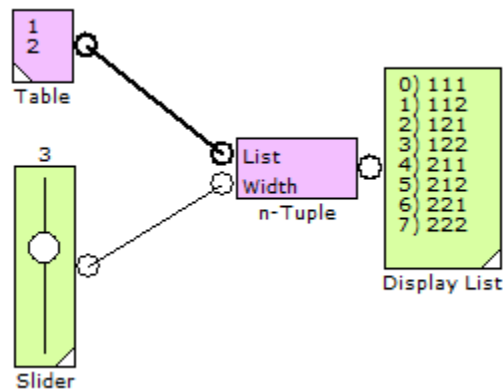 1
2
Table
3
Slider
List
Width
n-Tuple
0) 111
1) 112
2) 121
3) 122
4) 211
5) 212
6) 221
7) 222
Display List